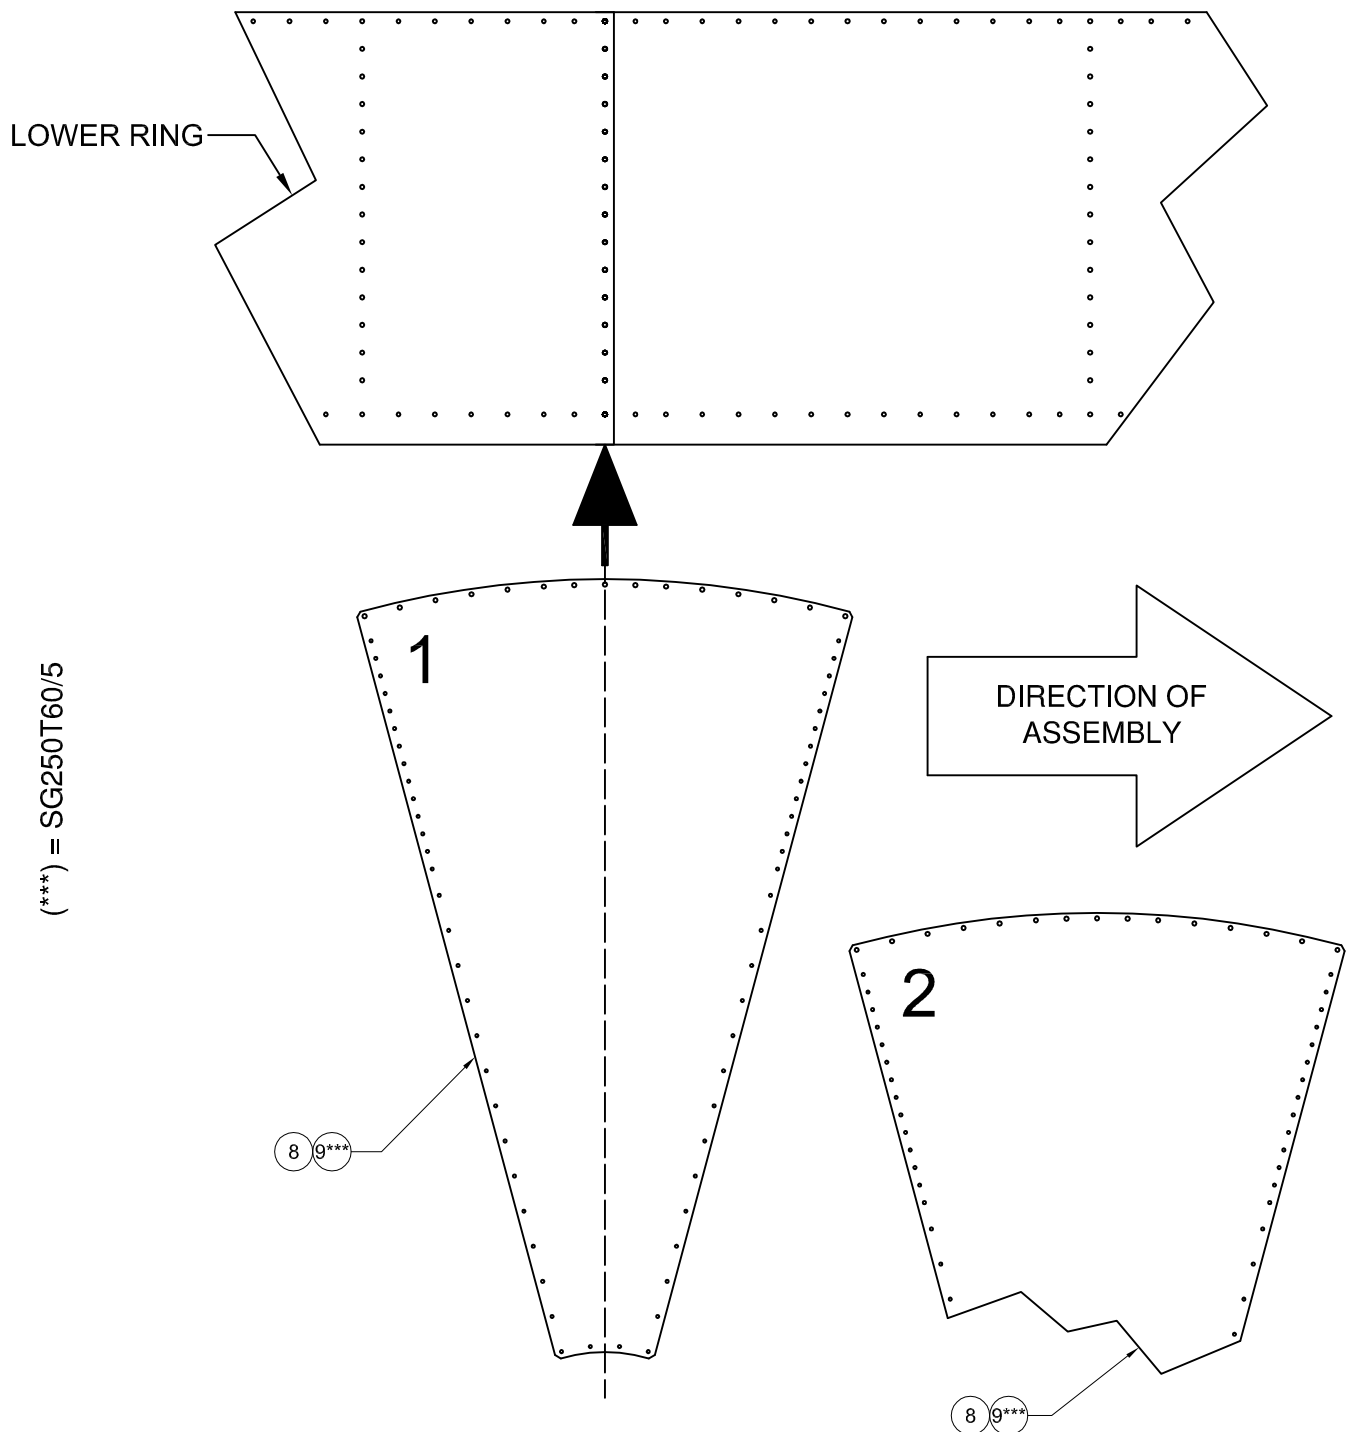 LOWER RING
1
DIRECTION OF
ASSEMBLY
(***) = SG250T60/5
2
8 9***
8 9***